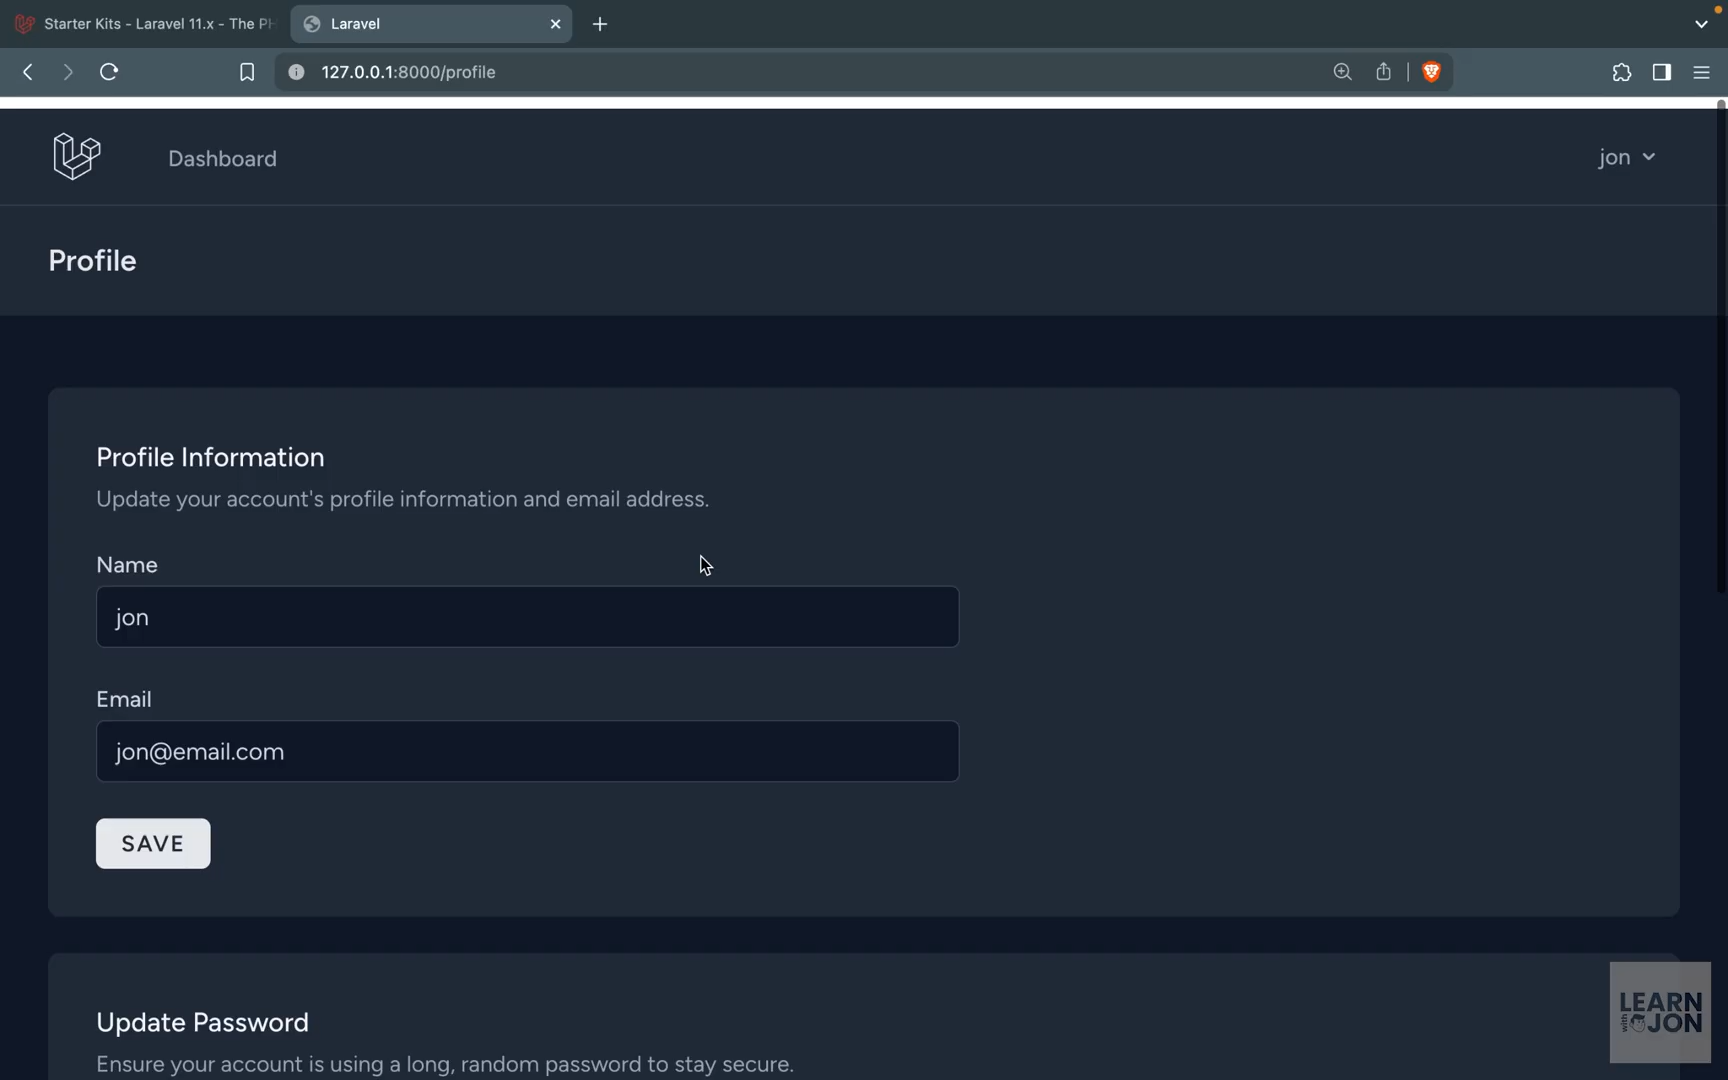 Starter Kits - Laravel 11.x - The PH
Laravel
127.0.0.1:8000/profile
Dashboard
jon
Profile
Profile Information
Update your account's profile information and email address.
Name
jon
Email
jon@email.com
SAVE
Update Password
Ensure your account is using a long, random password to stay secure.
LEARN
with JON